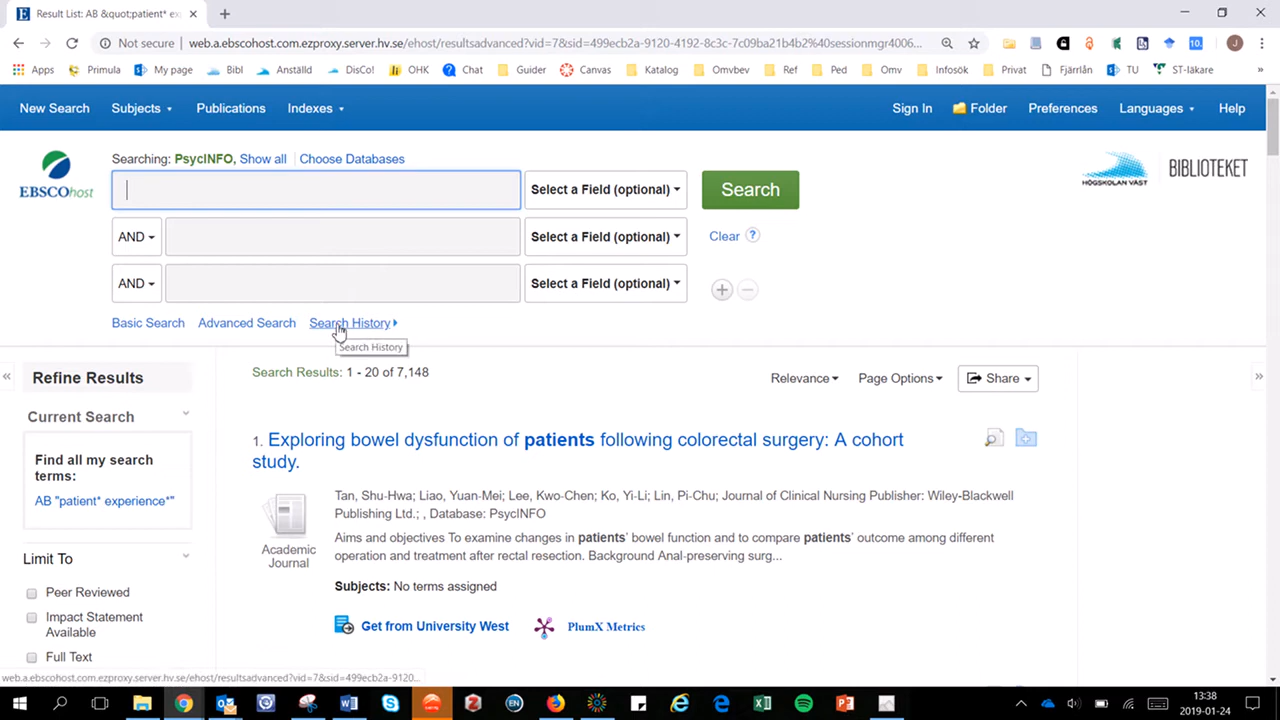 Result List: AB &quot;patient* ex
Not secure web.a.ebscohost.com.ezproxy.server.hv.se/ehost/resultsadvanced?vid=7&sid=499ecb2a-9120-4192-8c3c-7c09ba21b4b2%40sessionmgr4006...
Apps Primula My page Bibl Anställd DisCo! OHK Chat Guider Canvas Katalog Omvbev Ref Ped Omv Infosök Privat Fjärrlån TU ST-läkare »
New Search Subjects Publications Indexes Sign In Folder Preferences Languages Help
Searching: PsycINFO, Show all Choose Databases
EBSCOhost
Select a Field (optional) Search
HÖGSKOLAN VÄST BIBLIOTEKET
AND Select a Field (optional) Clear ?
AND Select a Field (optional)
Basic Search Advanced Search Search History
Search History
« Refine Results
Search Results: 1 - 20 of 7,148 Relevance Page Options Share »
Current Search
Find all my search
terms:
AB "patient* experience*"
Limit To
Peer Reviewed
Impact Statement
Available
Full Text
1. Exploring bowel dysfunction of patients following colorectal surgery: A cohort
study.
Academic
Journal
Tan, Shu-Hwa; Liao, Yuan-Mei; Lee, Kwo-Chen; Ko, Yi-Li; Lin, Pi-Chu; Journal of Clinical Nursing Publisher: Wiley-Blackwell
Publishing Ltd.; , Database: PsycINFO
Aims and objectives To examine changes in patients' bowel function and to compare patients' outcome among different
operation and treatment after rectal resection. Background Anal-preserving surg...
Subjects: No terms assigned
Get from University West PlumX Metrics
web.a.ebscohost.com.ezproxy.server.hv.se/ehost/resultsadvanced?vid=7&sid=499ecb2a-9120...
13:38
2019-01-24